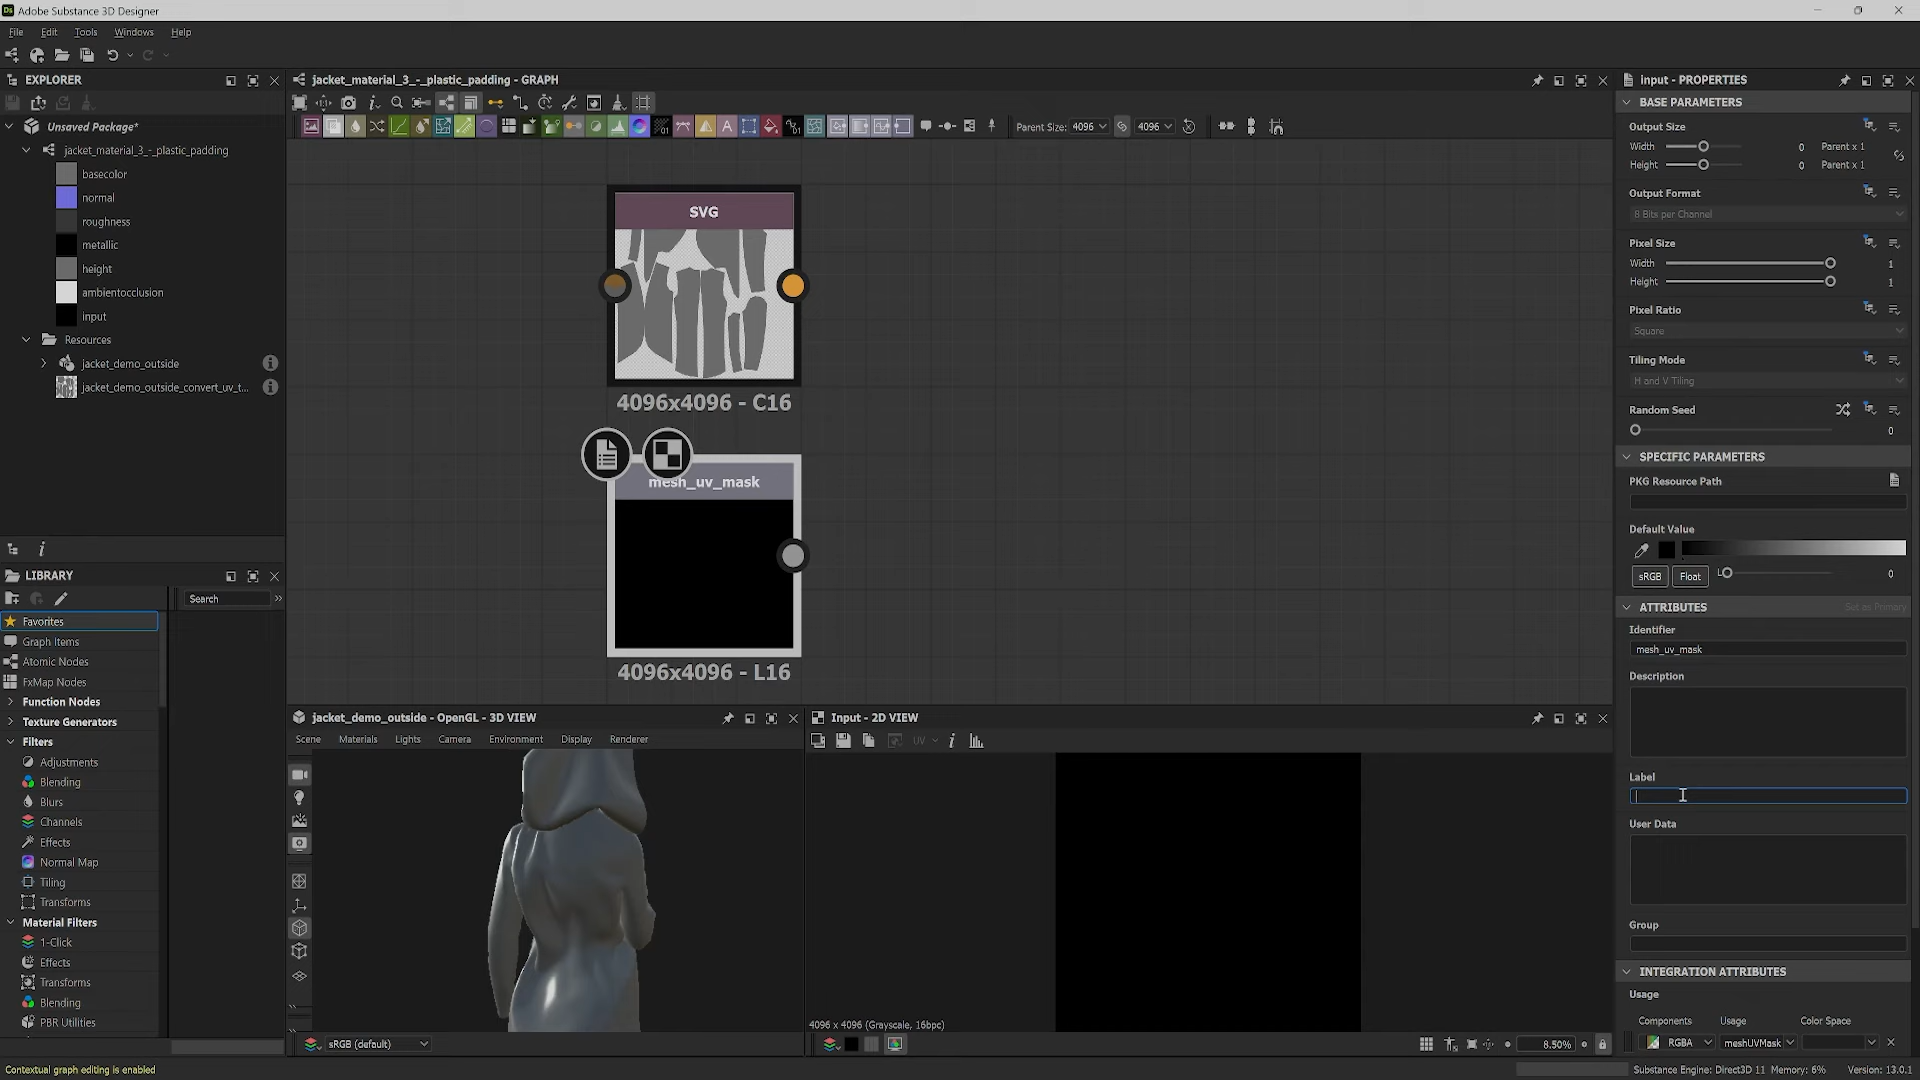 Ds Adobe Substance 3D Designer
File Edit Tools Windows Help
EXPLORER
Unsaved Package*
jacket_material_3_-_plastic_padding
basecolor
normal
roughness
metallic
height
ambientocclusion
input
Resources
jacket_demo_outside
jacket_demo_outside_convert_uv_t...
LIBRARY
Search
Favorites
Graph Items
Atomic Nodes
FxMap Nodes
Function Nodes
Texture Generators
Filters
Adjustments
Blending
Blurs
Channels
Effects
Normal Map
Tiling
Transforms
Material Filters
1-Click
Effects
Transforms
Blending
PBR Utilities
Contextual graph editing is enabled
jacket_material_3_-_plastic_padding - GRAPH
Parent Size: 4096 4096
SVG
4096x4096 - C16
mesh_uv_mask
4096x4096 - L16
jacket_demo_outside - OpenGL - 3D VIEW
Scene Materials Lights Camera Environment Display Renderer
sRGB (default)
Input - 2D VIEW
UV
4096 x 4096 (Grayscale, 16bpc)
8.50%
input - PROPERTIES
BASE PARAMETERS
Output Size
Width 0 Parent x 1
Height 0 Parent x 1
Output Format
8 Bits per Channel
Pixel Size
Width 1
Height 1
Pixel Ratio
Square
Tiling Mode
H and V Tiling
Random Seed
0
SPECIFIC PARAMETERS
PKG Resource Path
Default Value
sRGB Float L 0
ATTRIBUTES Set as Primary
Identifier
mesh_uv_mask
Description
Label
User Data
Group
INTEGRATION ATTRIBUTES
Usage
Components Usage Color Space
RGBA meshUVMask
Substance Engine: Direct3D 11 Memory: 6% Version: 13.0.1